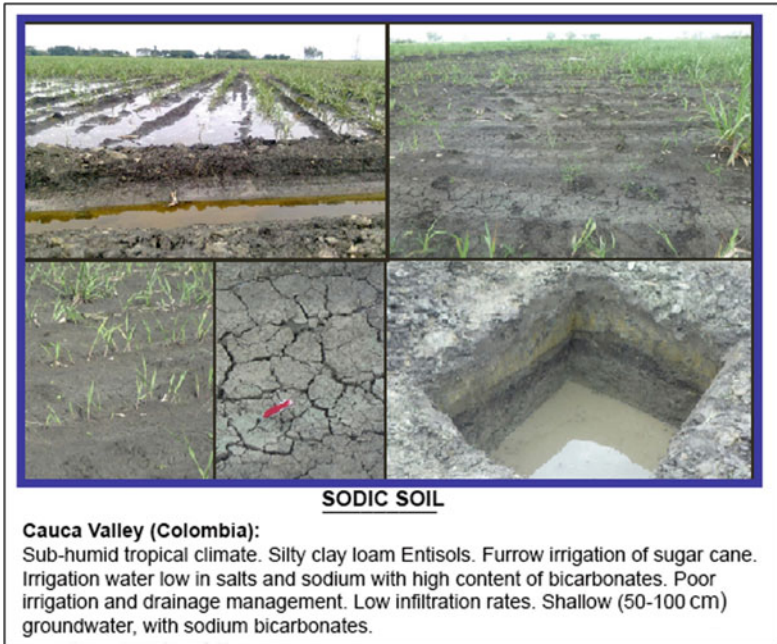 SODIC SOIL
Cauca Valley (Colombia):
Sub-humid tropical climate. Silty clay loam Entisols. Furrow irrigation of sugar cane.
Irrigation water low in salts and sodium with high content of bicarbonates. Poor
irrigation and drainage management. Low infiltration rates. Shallow (50-100 cm)
groundwater, with sodium bicarbonates.